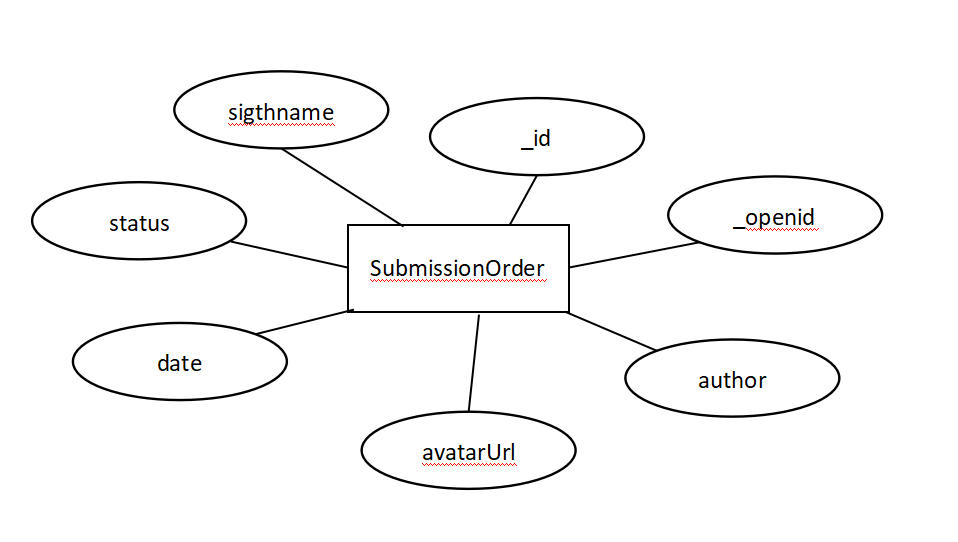 sigthname
_id
status
_openid
SubmissionOrder
date
author
avatarUrl